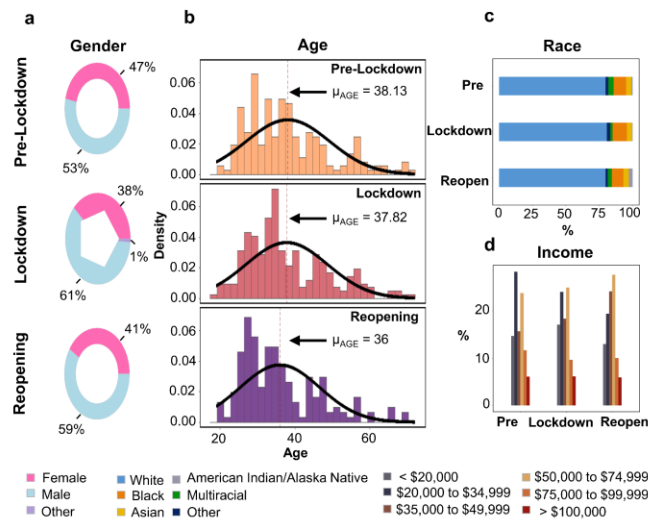 a
Gender
Pre-Lockdown
47%
53%
Lockdown
38%
1%
61%
Reopening
41%
59%
b
Age
Density
Pre-Lockdown
μAGE = 38.13
0.06
0.04
0.02
0.00
Lockdown
μAGE = 37.82
0.06
0.04
0.02
0.00
Reopening
μAGE = 36
0.06
0.04
0.02
0.00
20 40 60
Age
c
Race
Pre
Lockdown
Reopen
0 25 50 75 100
%
d
Income
%
20
10
0
Pre Lockdown Reopen
Female
Male
Other
White
Black
Asian
American Indian/Alaska Native
Multiracial
Other
< $20,000
$20,000 to $34,999
$35,000 to $49,999
$50,000 to $74,999
$75,000 to $99,999
> $100,000